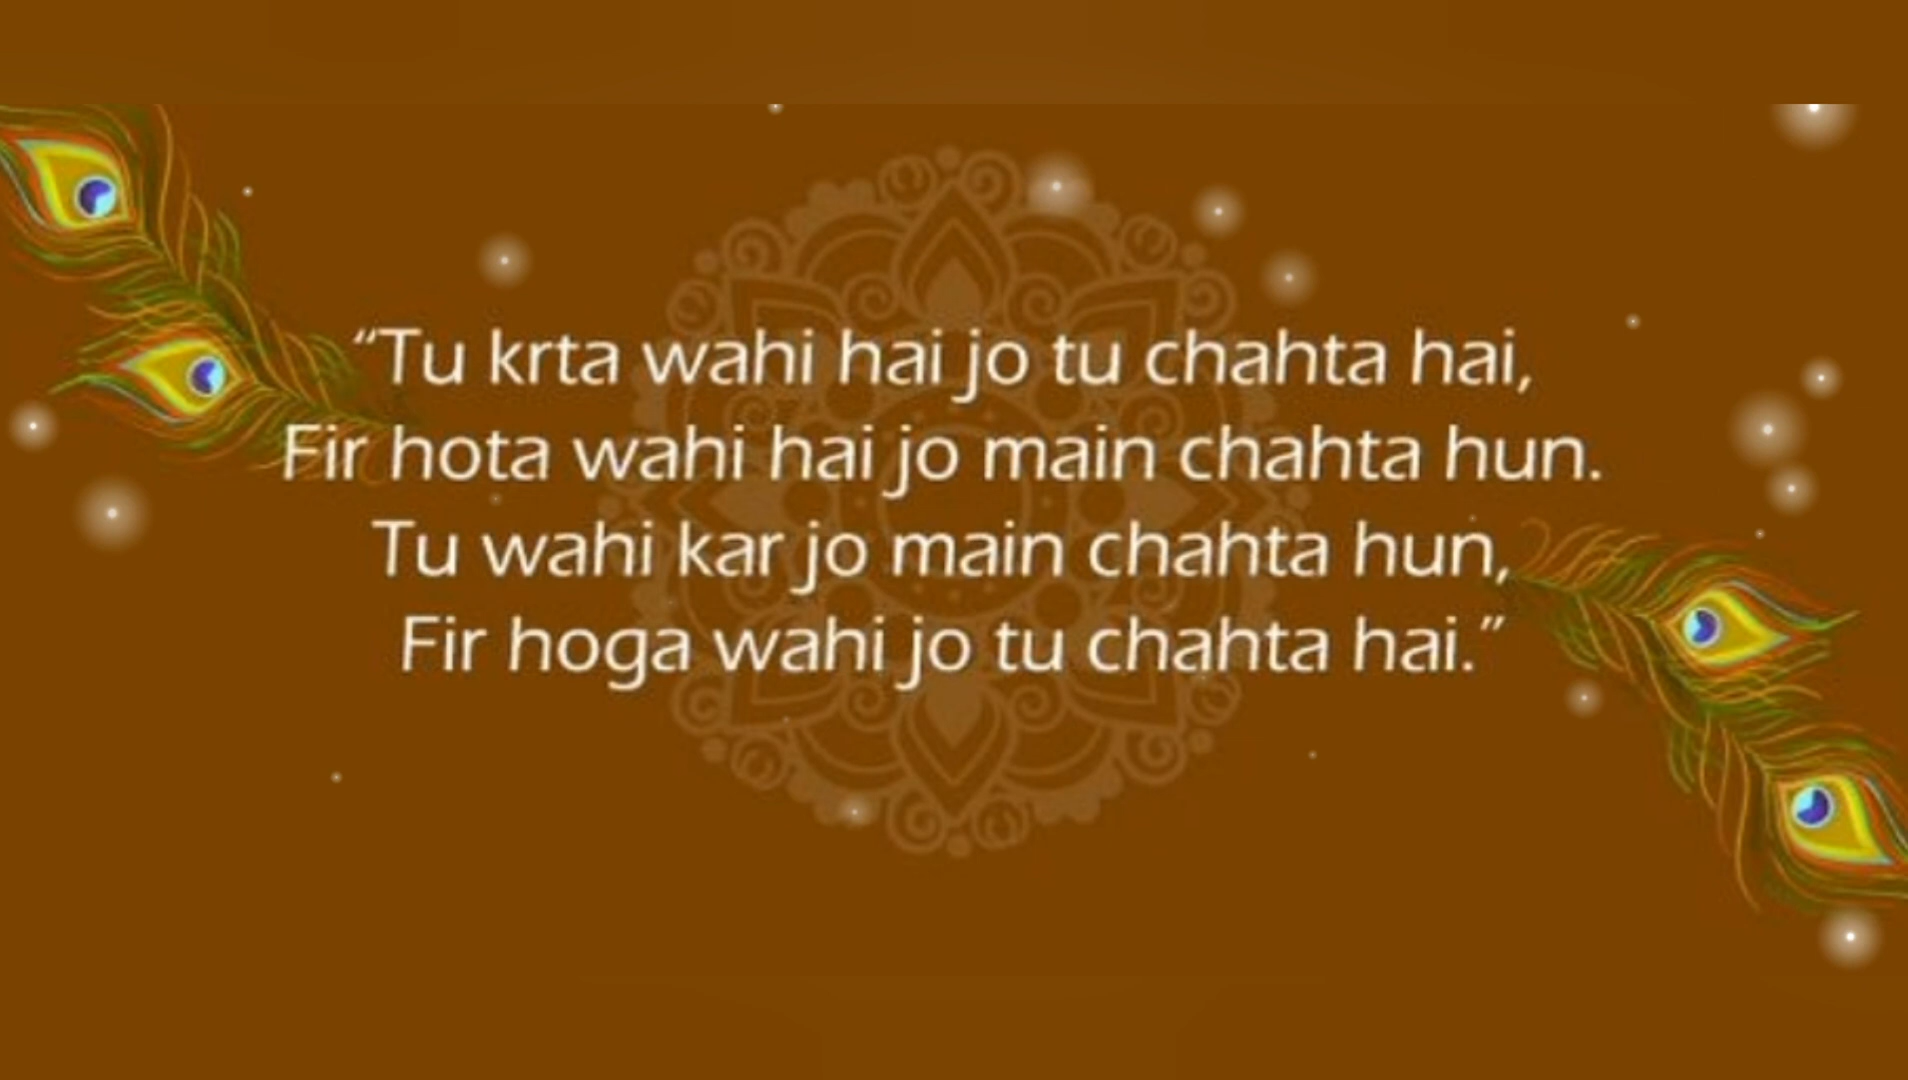 “Tu krta wahi hai jo tu chahta hai,
Fir hota wahi hai jo main chahta hun.
Tu wahi kar jo main chahta hun,
Fir hoga wahi jo tu chahta hai.”